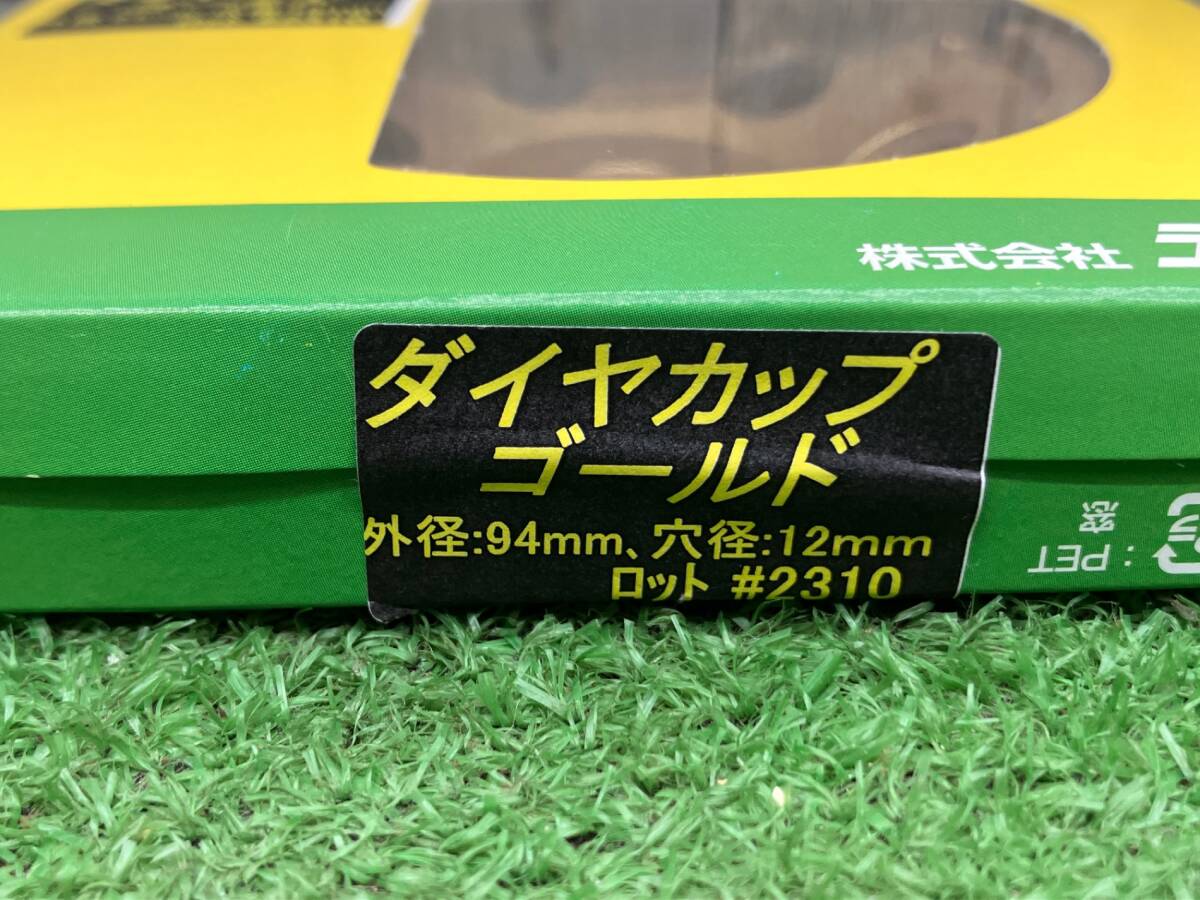 株式会社
ダイヤカップ
ゴールド
外径:94mm、穴径:12mm
ロット #2310
窓
:PET